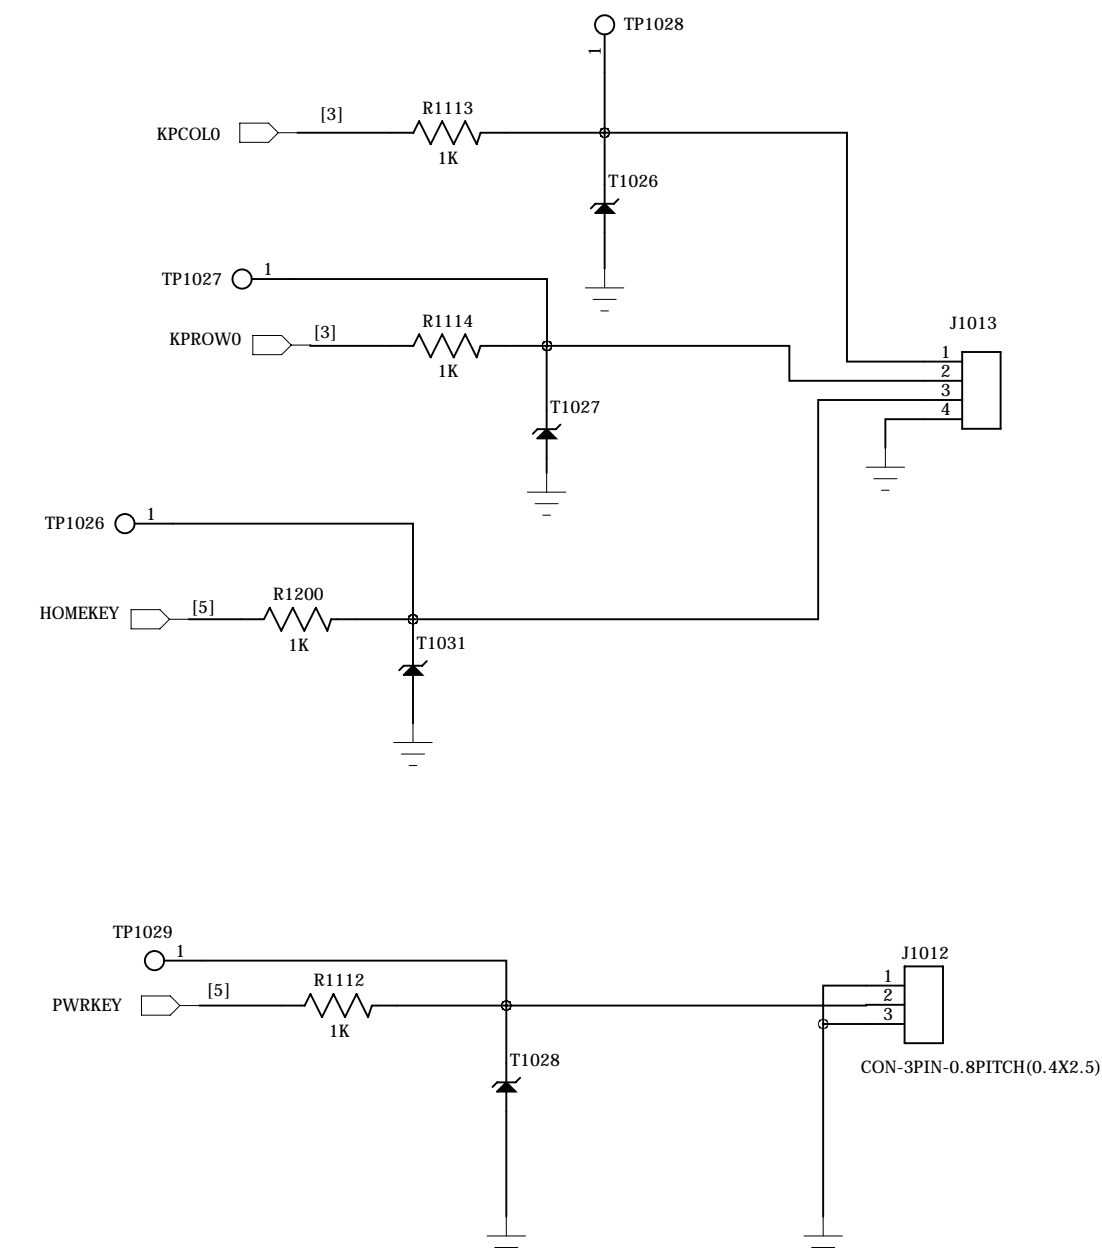 TP1028
1
[3]
R1113
KPCOL0
1K
T1026
TP1027
1
[3]
R1114
KPROW0
1K
J1013
1
2
3
4
T1027
TP1026
1
R1200
HOMEKEY
[5]
1K
T1031
TP1029
1
J1012
R1112
[5]
PWRKEY
1K
1
2
3
T1028
CON-3PIN-0.8PITCH(0.4X2.5)